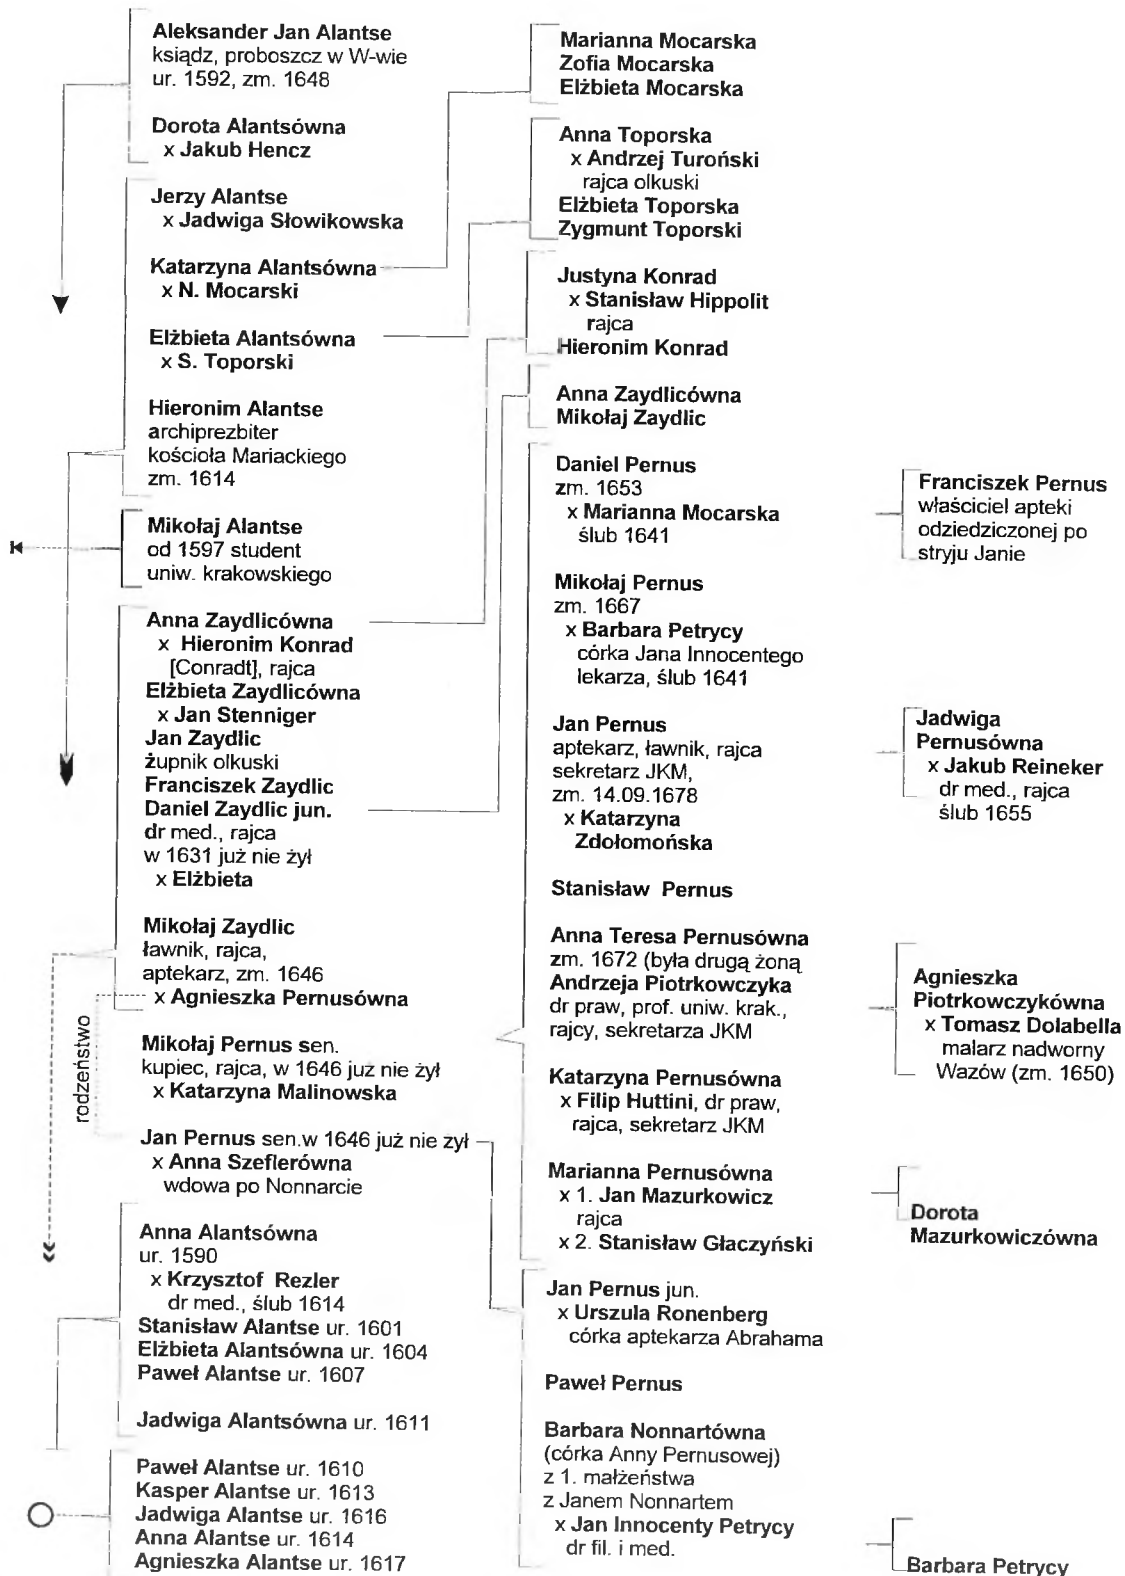 Aleksander Jan Alantse
ksiądz, proboszcz w W-wie
ur. 1592, zm. 1648
Dorota Alantsówna
x Jakub Hencz
Jerzy Alantse
x Jadwiga Słowikowska
Katarzyna Alantsówna
x N. Mocarski
Elżbieta Alantsówna
x S. Toporski
Hieronim Alantse
archiprezbiter
kościoła Mariackiego
zm. 1614
Mikołaj Alantse
od 1597 student
uniw. krakowskiego
Anna Zaydlicówna
x Hieronim Konrad
[Conradt], rajca
Elżbieta Zaydlicówna
x Jan Stenniger
Jan Zaydlic
żupnik olkuski
Franciszek Zaydlic
Daniel Zaydlic jun.
dr med., rajca
w 1631 już nie żył
x Elżbieta
Mikołaj Zaydlic
ławnik, rajca,
aptekarz, zm. 1646
x Agnieszka Pernusówna
rodzeństwo
Mikołaj Pernus sen.
kupiec, rajca, w 1646 już nie żył
x Katarzyna Malinowska
Jan Pernus sen.w 1646 już nie zył
x Anna Szeflerówna
wdowa po Nonnarcie
Anna Alantsówna
ur. 1590
x Krzysztof Rezler
dr med., ślub 1614
Stanisław Alantse ur. 1601
Elżbieta Alantsówna ur. 1604
Paweł Alantse ur. 1607
Jadwiga Alantsówna ur. 1611
Paweł Alantse ur. 1610
Kasper Alantse ur. 1613
Jadwiga Alantse ur. 1616
Anna Alantse ur. 1614
Agnieszka Alantse ur. 1617
Marianna Mocarska
Zofia Mocarska
Elżbieta Mocarska
Anna Toporska
x Andrzej Turoński
rajca olkuski
Elżbieta Toporska
Zygmunt Toporski
Justyna Konrad
x Stanisław Hippolit
rajca
Hieronim Konrad
Anna Zaydlicówna
Mikołaj Zaydlic
Daniel Pernus
zm. 1653
x Marianna Mocarska
ślub 1641
Mikołaj Pernus
zm. 1667
x Barbara Petrycy
córka Jana Innocentego
lekarza, ślub 1641
Jan Pernus
aptekarz, ławnik, rajca
sekretarz JKM,
zm. 14.09.1678
x Katarzyna
Zdołomońska
Stanisław Pernus
Anna Teresa Pernusówna
zm. 1672 (była drugą żoną
Andrzeja Piotrkowczyka
dr praw, prof. uniw. krak.,
rajcy, sekretarza JKM
Katarzyna Pernusówna
x Filip Huttini, dr praw,
rajca, sekretarz JKM
Marianna Pernusówna
x 1. Jan Mazurkowicz
rajca
x 2. Stanisław Głaczyński
Jan Pernus jun.
x Urszula Ronenberg
córka aptekarza Abrahama
Paweł Pernus
Barbara Nonnartówna
(córka Anny Pernusowej)
z 1. małżeństwa
z Janem Nonnartem
x Jan Innocenty Petrycy
dr fil. i med.
Franciszek Pernus
właściciel apteki
odziedziczonej po
stryju Janie
Jadwiga
Pernusówna
x Jakub Reineker
dr med., rajca
ślub 1655
Agnieszka
Piotrkowczykówna
x Tomasz Dolabella
malarz nadworny
Wazów (zm. 1650)
Dorota
Mazurkowiczówna
Barbara Petrycy